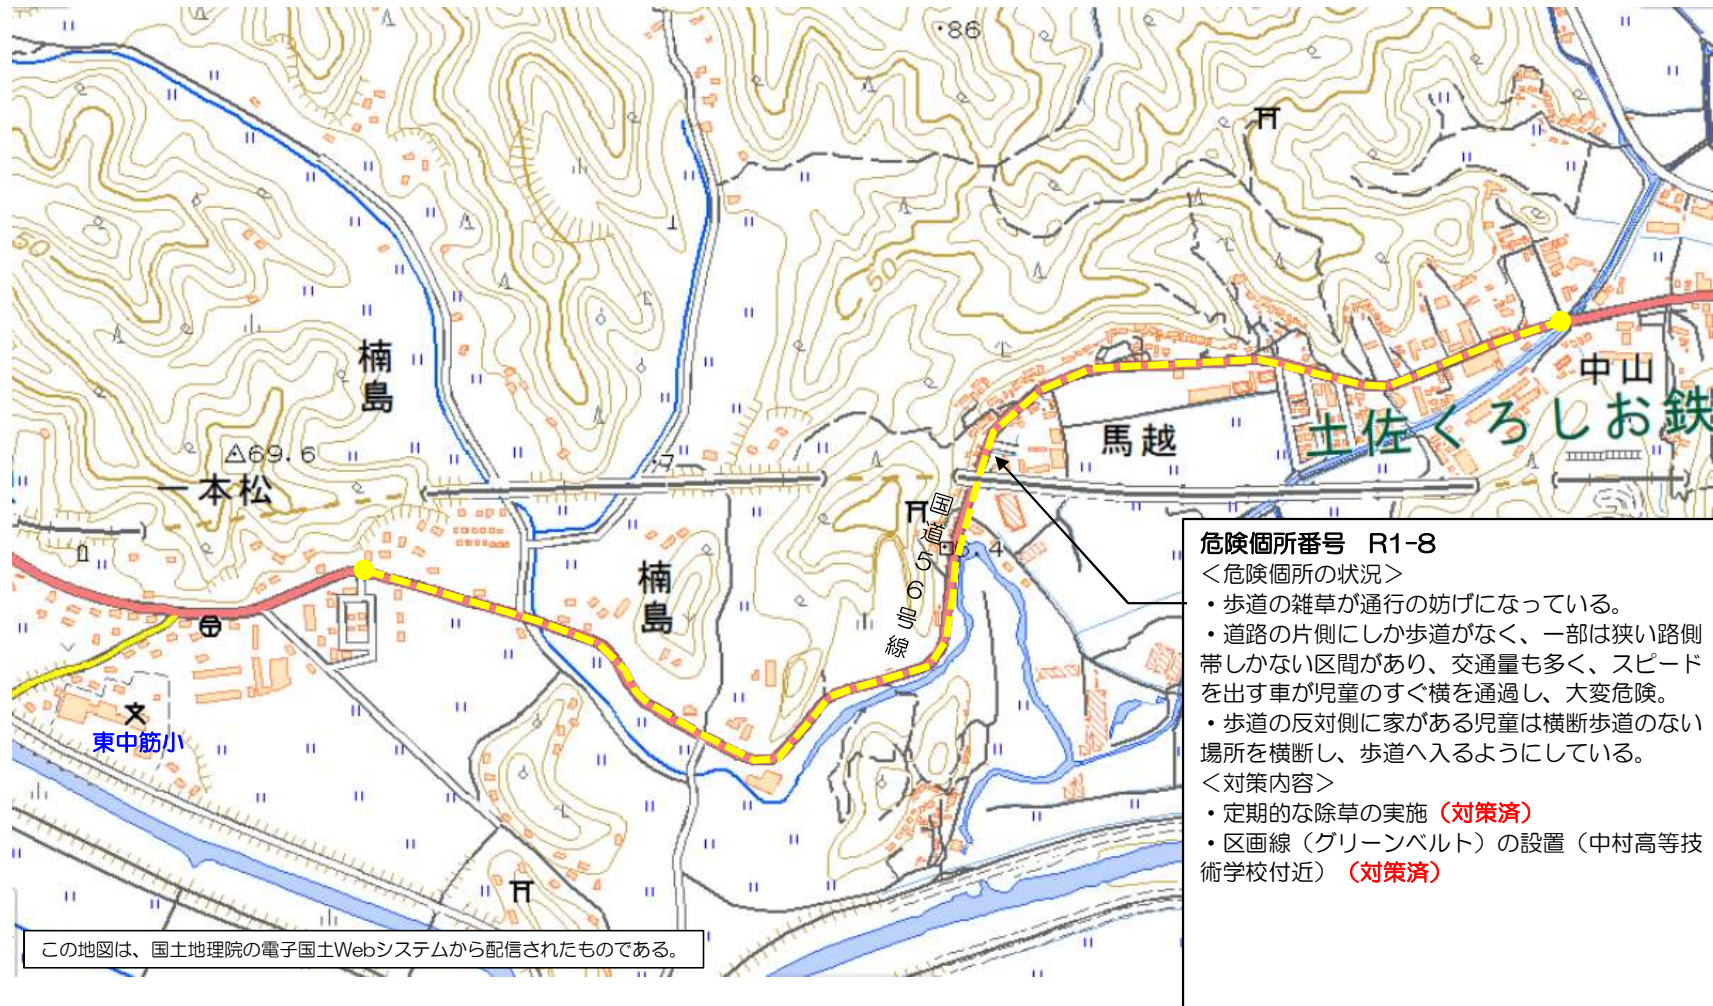 ・86
50
50
楠島
△69.6
一本松
・7
楠島
国道56号線
馬越
中山
土佐くろしお鉄
東中筋小
危険個所番号 R1-8
＜危険個所の状況＞
・歩道の雑草が通行の妨げになっている。
・道路の片側にしか歩道がなく、一部は狭い路側
帯しかない区間があり、交通量も多く、スピード
を出す車が児童のすぐ横を通過し、大変危険。
・歩道の反対側に家がある児童は横断歩道のない
場所を横断し、歩道へ入るようにしている。
＜対策内容＞
・定期的な除草の実施（対策済）
・区画線（グリーンベルト）の設置（中村高等技
術学校付近）（対策済）
この地図は、国土地理院の電子国土Webシステムから配信されたものである。